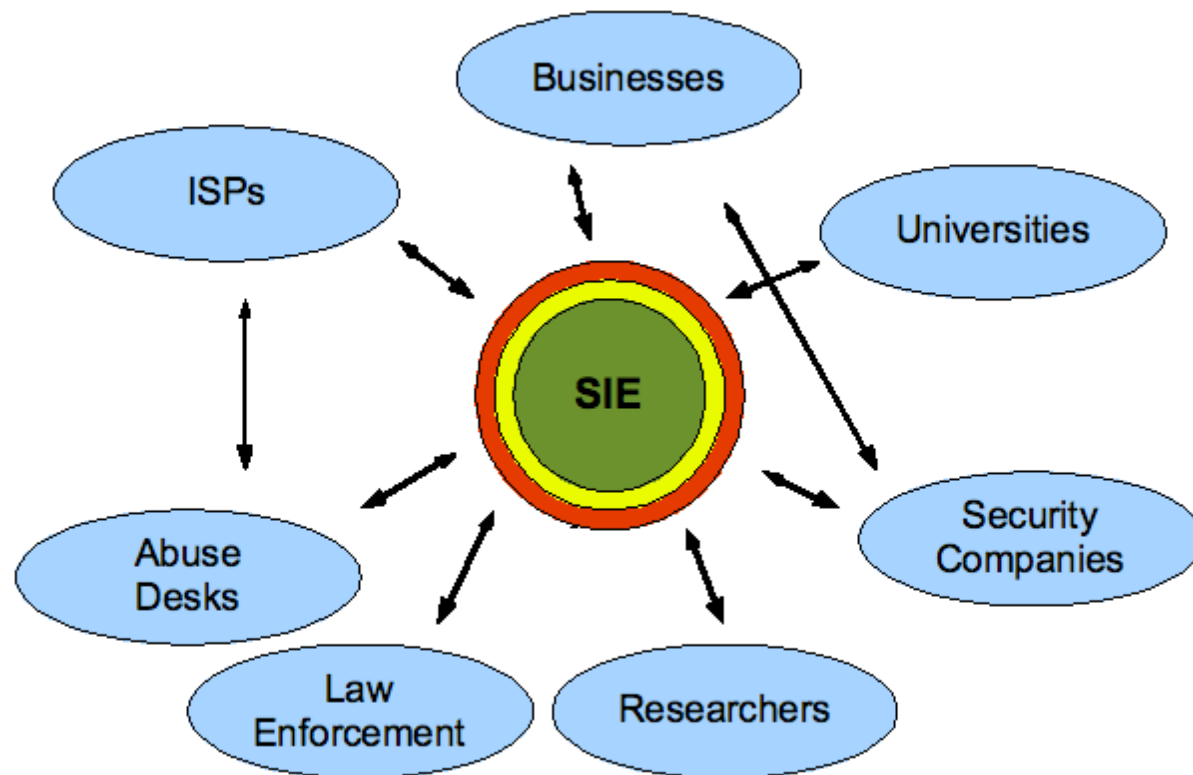 Businesses
ISPs
Universities
SIE
Security
Companies
Abuse
Desks
Law
Enforcement
Researchers